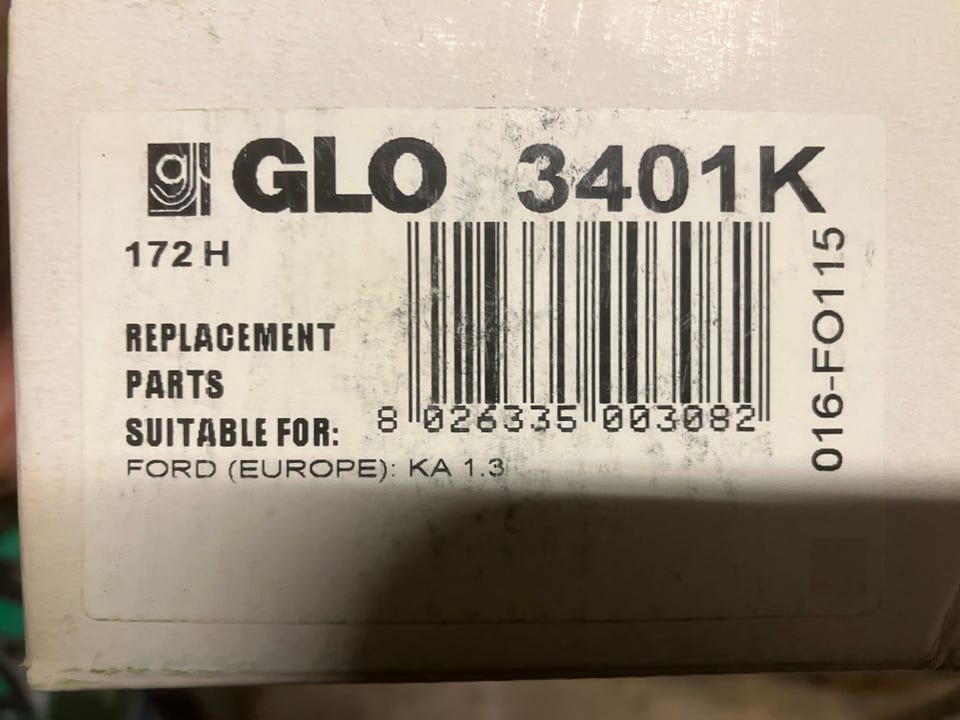 g GLO 3401K
172 H
REPLACEMENT
PARTS
SUITABLE FOR:
FORD (EUROPE): KA 1.3
8 026335 003082
016-FO115